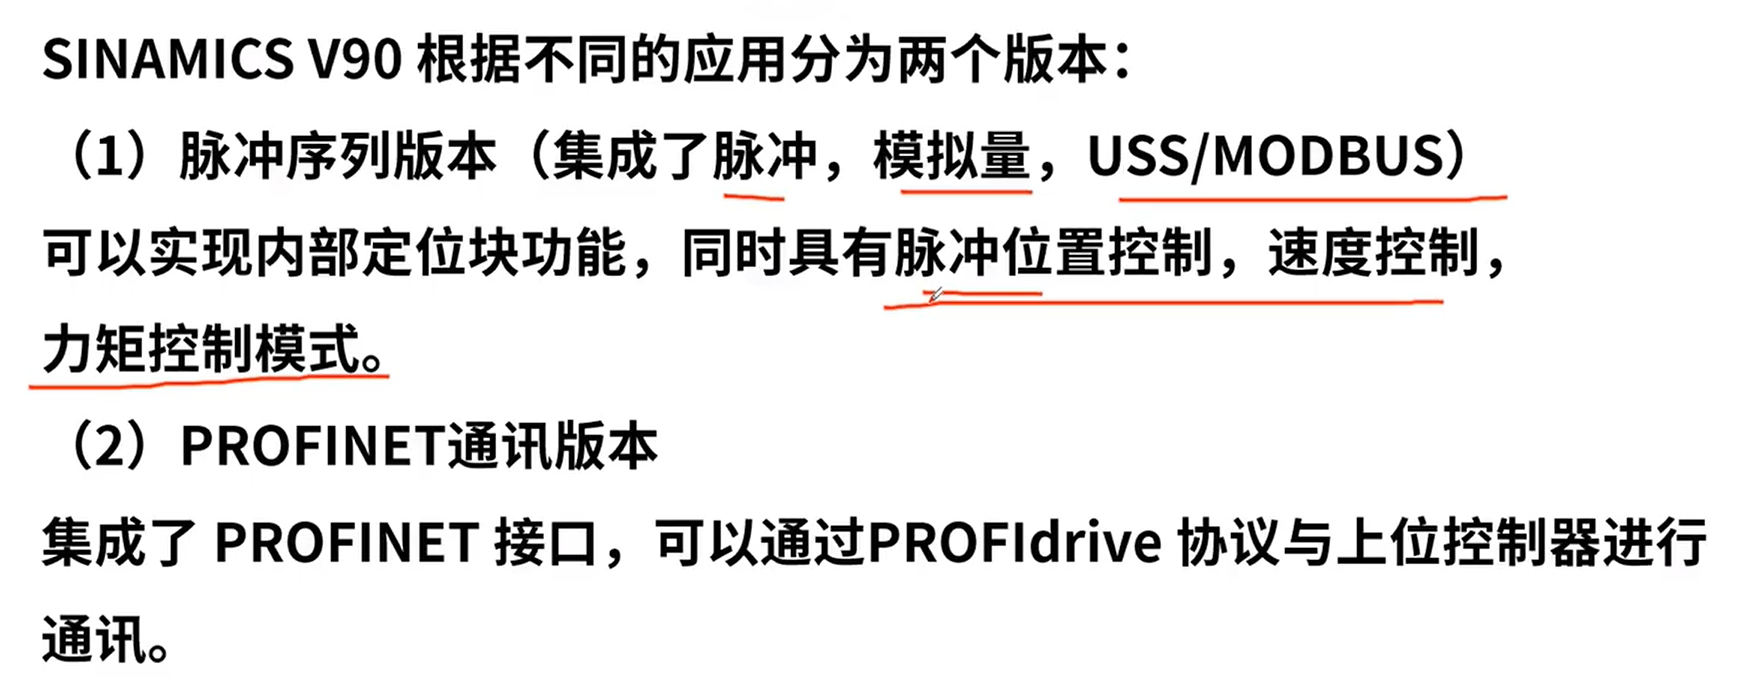 SINAMICS V90 根据不同的应用分为两个版本：
（1）脉冲序列版本（集成了脉冲，模拟量，USS/MODBUS）
可以实现内部定位块功能，同时具有脉冲位置控制，速度控制，
力矩控制模式。
（2）PROFINET通讯版本
集成了 PROFINET 接口，可以通过PROFIdrive 协议与上位控制器进行
通讯。